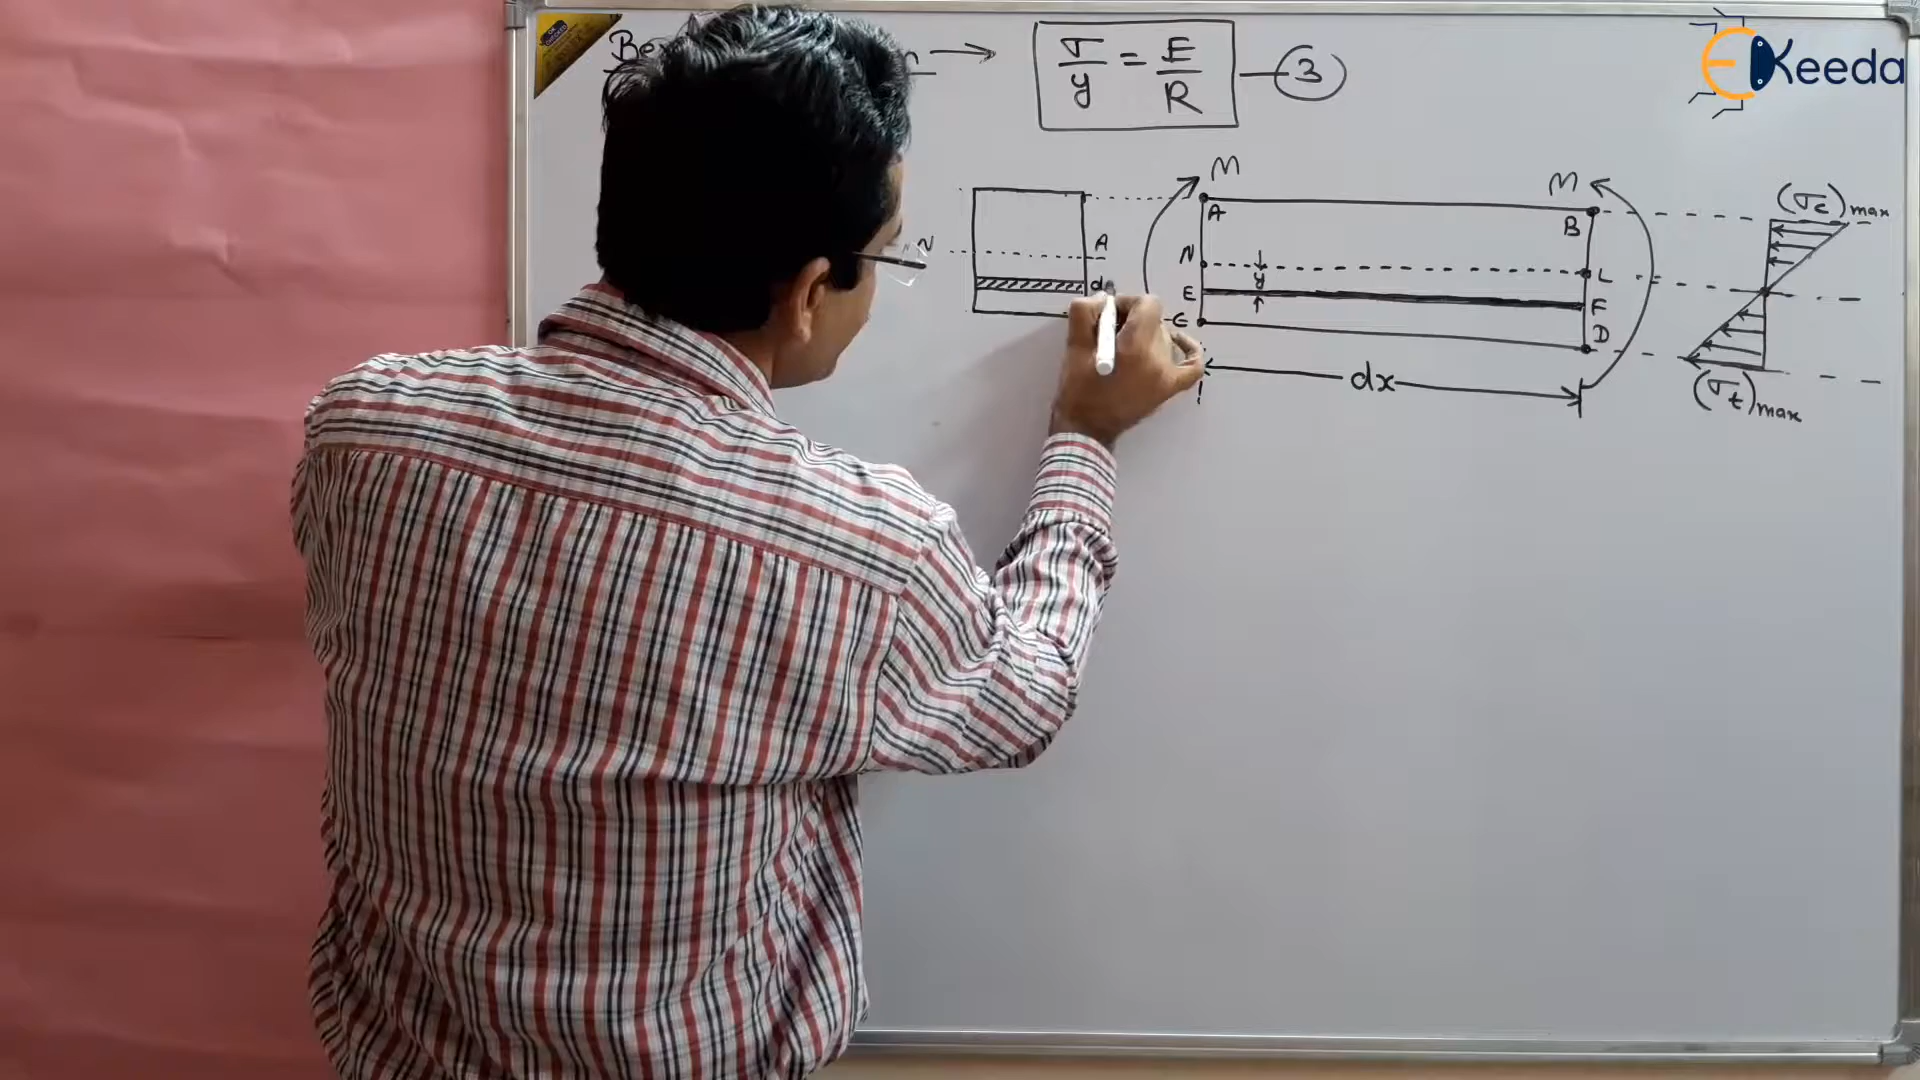 σ/y = E/R — 3
Keeda
M
M
(σc)max
A
B
N
A
N
L
y
E
F
D
dx
(σt)max